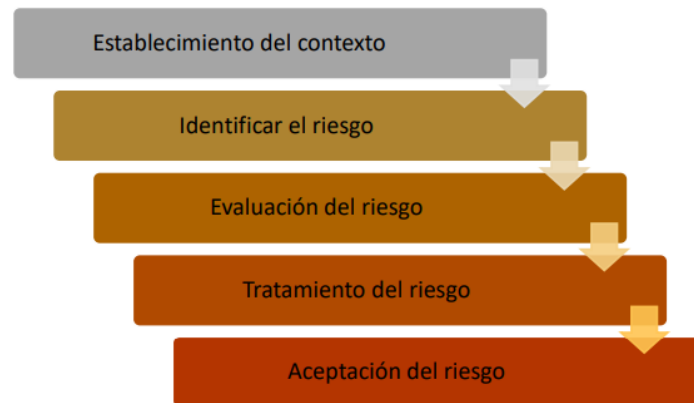 Establecimiento del contexto
Identificar el riesgo
Evaluación del riesgo
Tratamiento del riesgo
Aceptación del riesgo